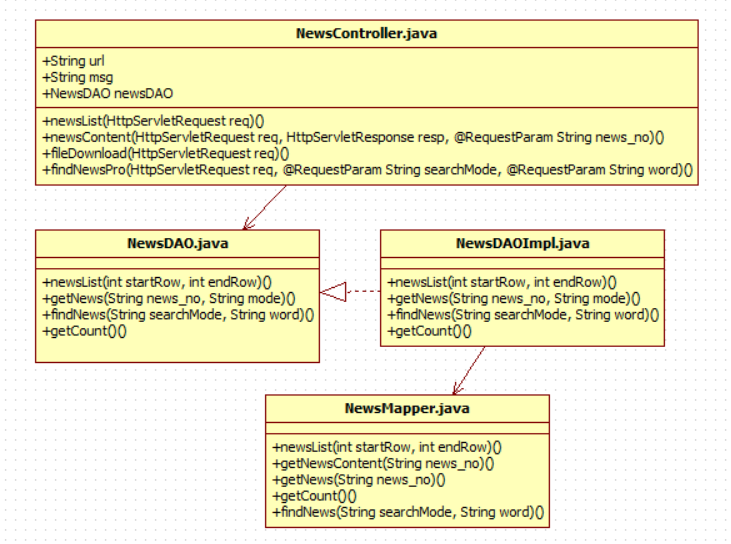 NewsController.java
+String url
+String msg
+NewsDAO newsDAO
+newsList(HttpServletRequest req)()
+newsContent(HttpServletRequest req, HttpServletResponse resp, @RequestParam String news_no)()
+fileDownload(HttpServletRequest req)()
+findNewsPro(HttpServletRequest req, @RequestParam String searchMode, @RequestParam String word)()
NewsDAO.java
+newsList(int startRow, int endRow)()
+getNews(String news_no, String mode)()
+findNews(String searchMode, String word)()
+getCount()()
NewsDAOImpl.java
+newsList(int startRow, int endRow)()
+getNews(String news_no, String mode)()
+findNews(String searchMode, String word)()
+getCount()()
NewsMapper.java
+newsList(int startRow, int endRow)()
+getNewsContent(String news_no)()
+getNews(String news_no)()
+getCount()()
+findNews(String searchMode, String word)()